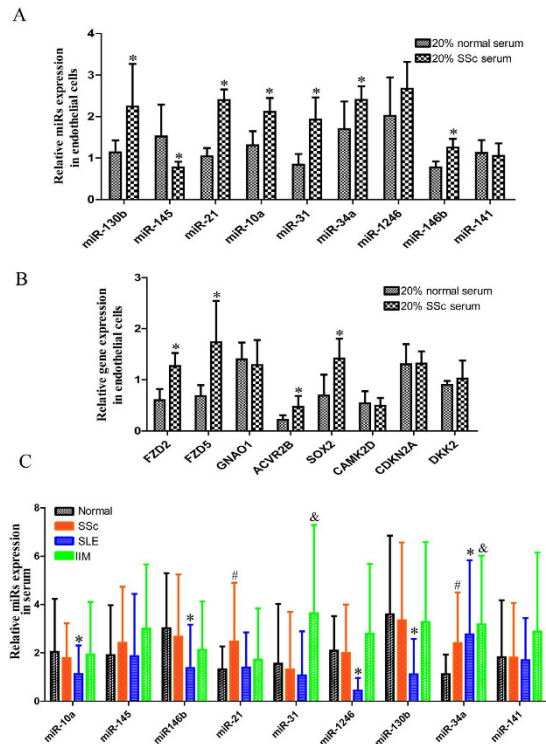 A
Relative miRs expression
in endothelial cells
4
3
2
1
0
20% normal serum
20% SSc serum
* * * * * * *
miR-130b miR-145 miR-21 miR-10a miR-31 miR-34a miR-1246 miR-146b miR-141
B
Relative gene expression
in endothelial cells
3
2
1
0
20% normal serum
20% SSc serum
* * * *
FZD2 FZD5 GNAO1 ACVR2B SOX2 CAMK2D CDKN2A DKK2
C
Relative miRs expression
in serum
8
6
4
2
0
Normal
SSc
SLE
IIM
* * # & * * # * &
miR-10a miR-145 miR146b miR-21 miR-31 miR-1246 miR-130b miR-34a miR-141